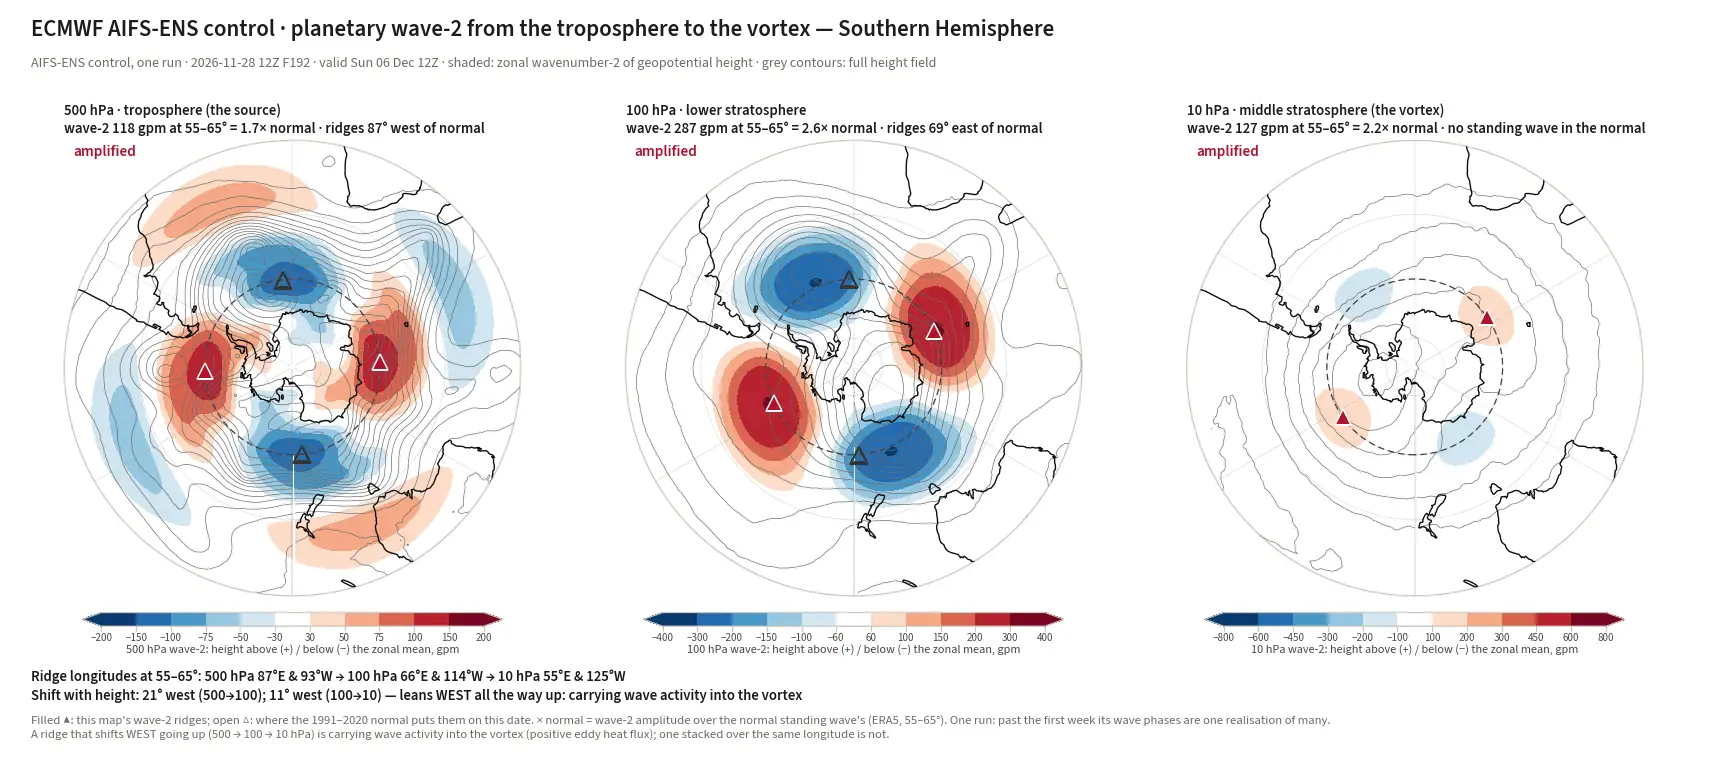 ECMWF AIFS-ENS control · planetary wave-2 from the troposphere to the vortex — Southern Hemisphere
AIFS-ENS control, one run · 2026-11-28 12Z F192 · valid Sun 06 Dec 12Z · shaded: zonal wavenumber-2 of geopotential height · grey contours: full height field
500 hPa · troposphere (the source)
wave-2 118 gpm at 55–65° = 1.7× normal · ridges 87° west of normal
amplified
100 hPa · lower stratosphere
wave-2 287 gpm at 55–65° = 2.6× normal · ridges 69° east of normal
amplified
10 hPa · middle stratosphere (the vortex)
wave-2 127 gpm at 55–65° = 2.2× normal · no standing wave in the normal
amplified
−200 −150 −100 −75 −50 −30 30 50 75 100 150 200
500 hPa wave-2: height above (+) / below (−) the zonal mean, gpm
−400 −300 −200 −150 −100 −60 60 100 150 200 300 400
100 hPa wave-2: height above (+) / below (−) the zonal mean, gpm
−800 −600 −450 −300 −200 −100 100 200 300 450 600 800
10 hPa wave-2: height above (+) / below (−) the zonal mean, gpm
Ridge longitudes at 55–65°: 500 hPa 87°E & 93°W → 100 hPa 66°E & 114°W → 10 hPa 55°E & 125°W
Shift with height: 21° west (500→100); 11° west (100→10) — leans WEST all the way up: carrying wave activity into the vortex
Filled ▲: this map's wave-2 ridges; open △: where the 1991–2020 normal puts them on this date. × normal = wave-2 amplitude over the normal standing wave's (ERA5, 55–65°). One run: past the first week its wave phases are one realisation of many.
A ridge that shifts WEST going up (500 → 100 → 10 hPa) is carrying wave activity into the vortex (positive eddy heat flux); one stacked over the same longitude is not.